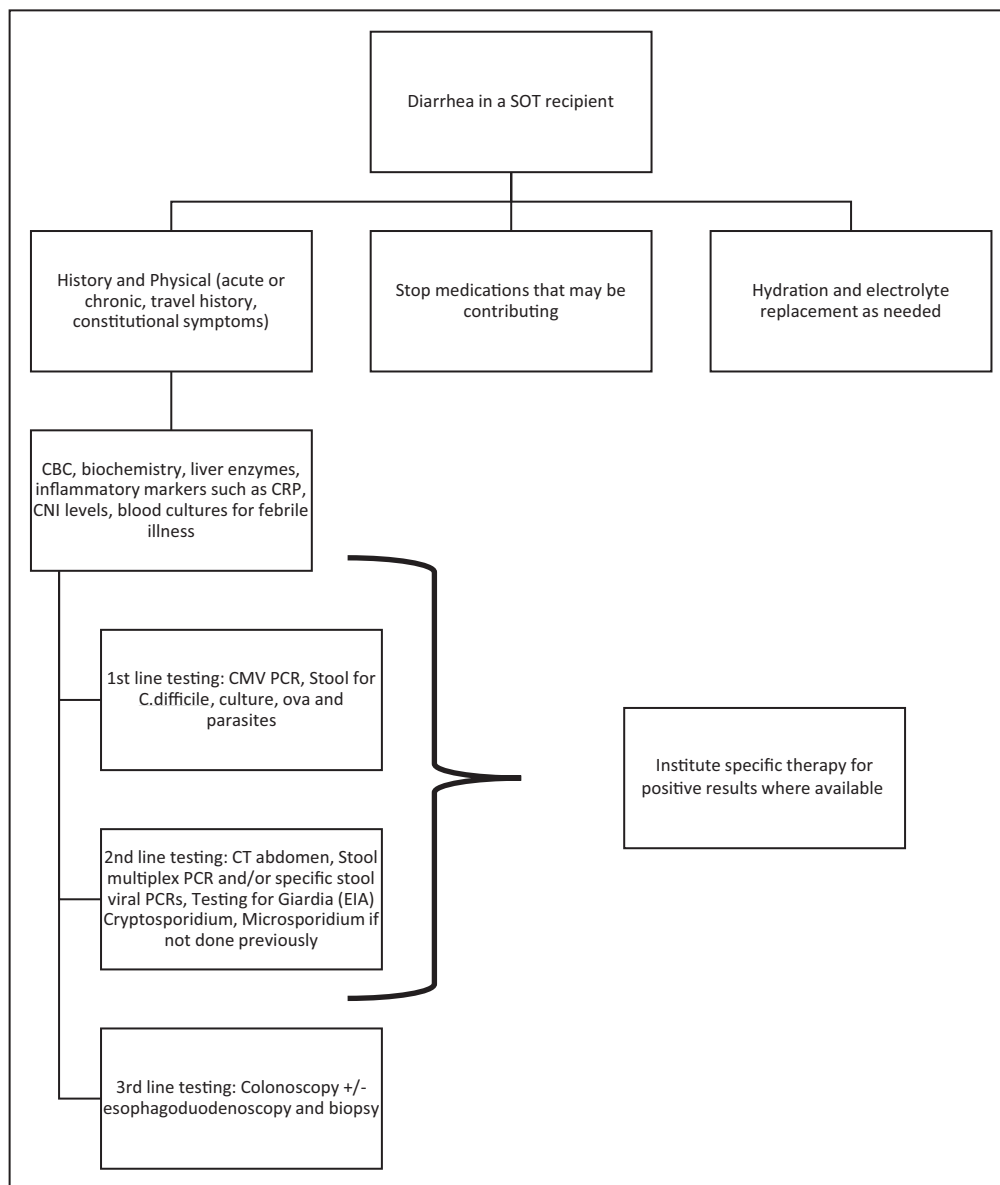 Diarrhea in a SOT recipient
History and Physical (acute or
chronic, travel history,
constitutional symptoms)
Stop medications that may be
contributing
Hydration and electrolyte
replacement as needed
CBC, biochemistry, liver enzymes,
inflammatory markers such as CRP,
CNI levels, blood cultures for febrile
illness
1st line testing: CMV PCR, Stool for
C.difficile, culture, ova and
parasites
Institute specific therapy for
positive results where available
2nd line testing: CT abdomen, Stool
multiplex PCR and/or specific stool
viral PCRs, Testing for Giardia (EIA)
Cryptosporidium, Microsporidium if
not done previously
3rd line testing: Colonoscopy +/-
esophagoduodenoscopy and biopsy